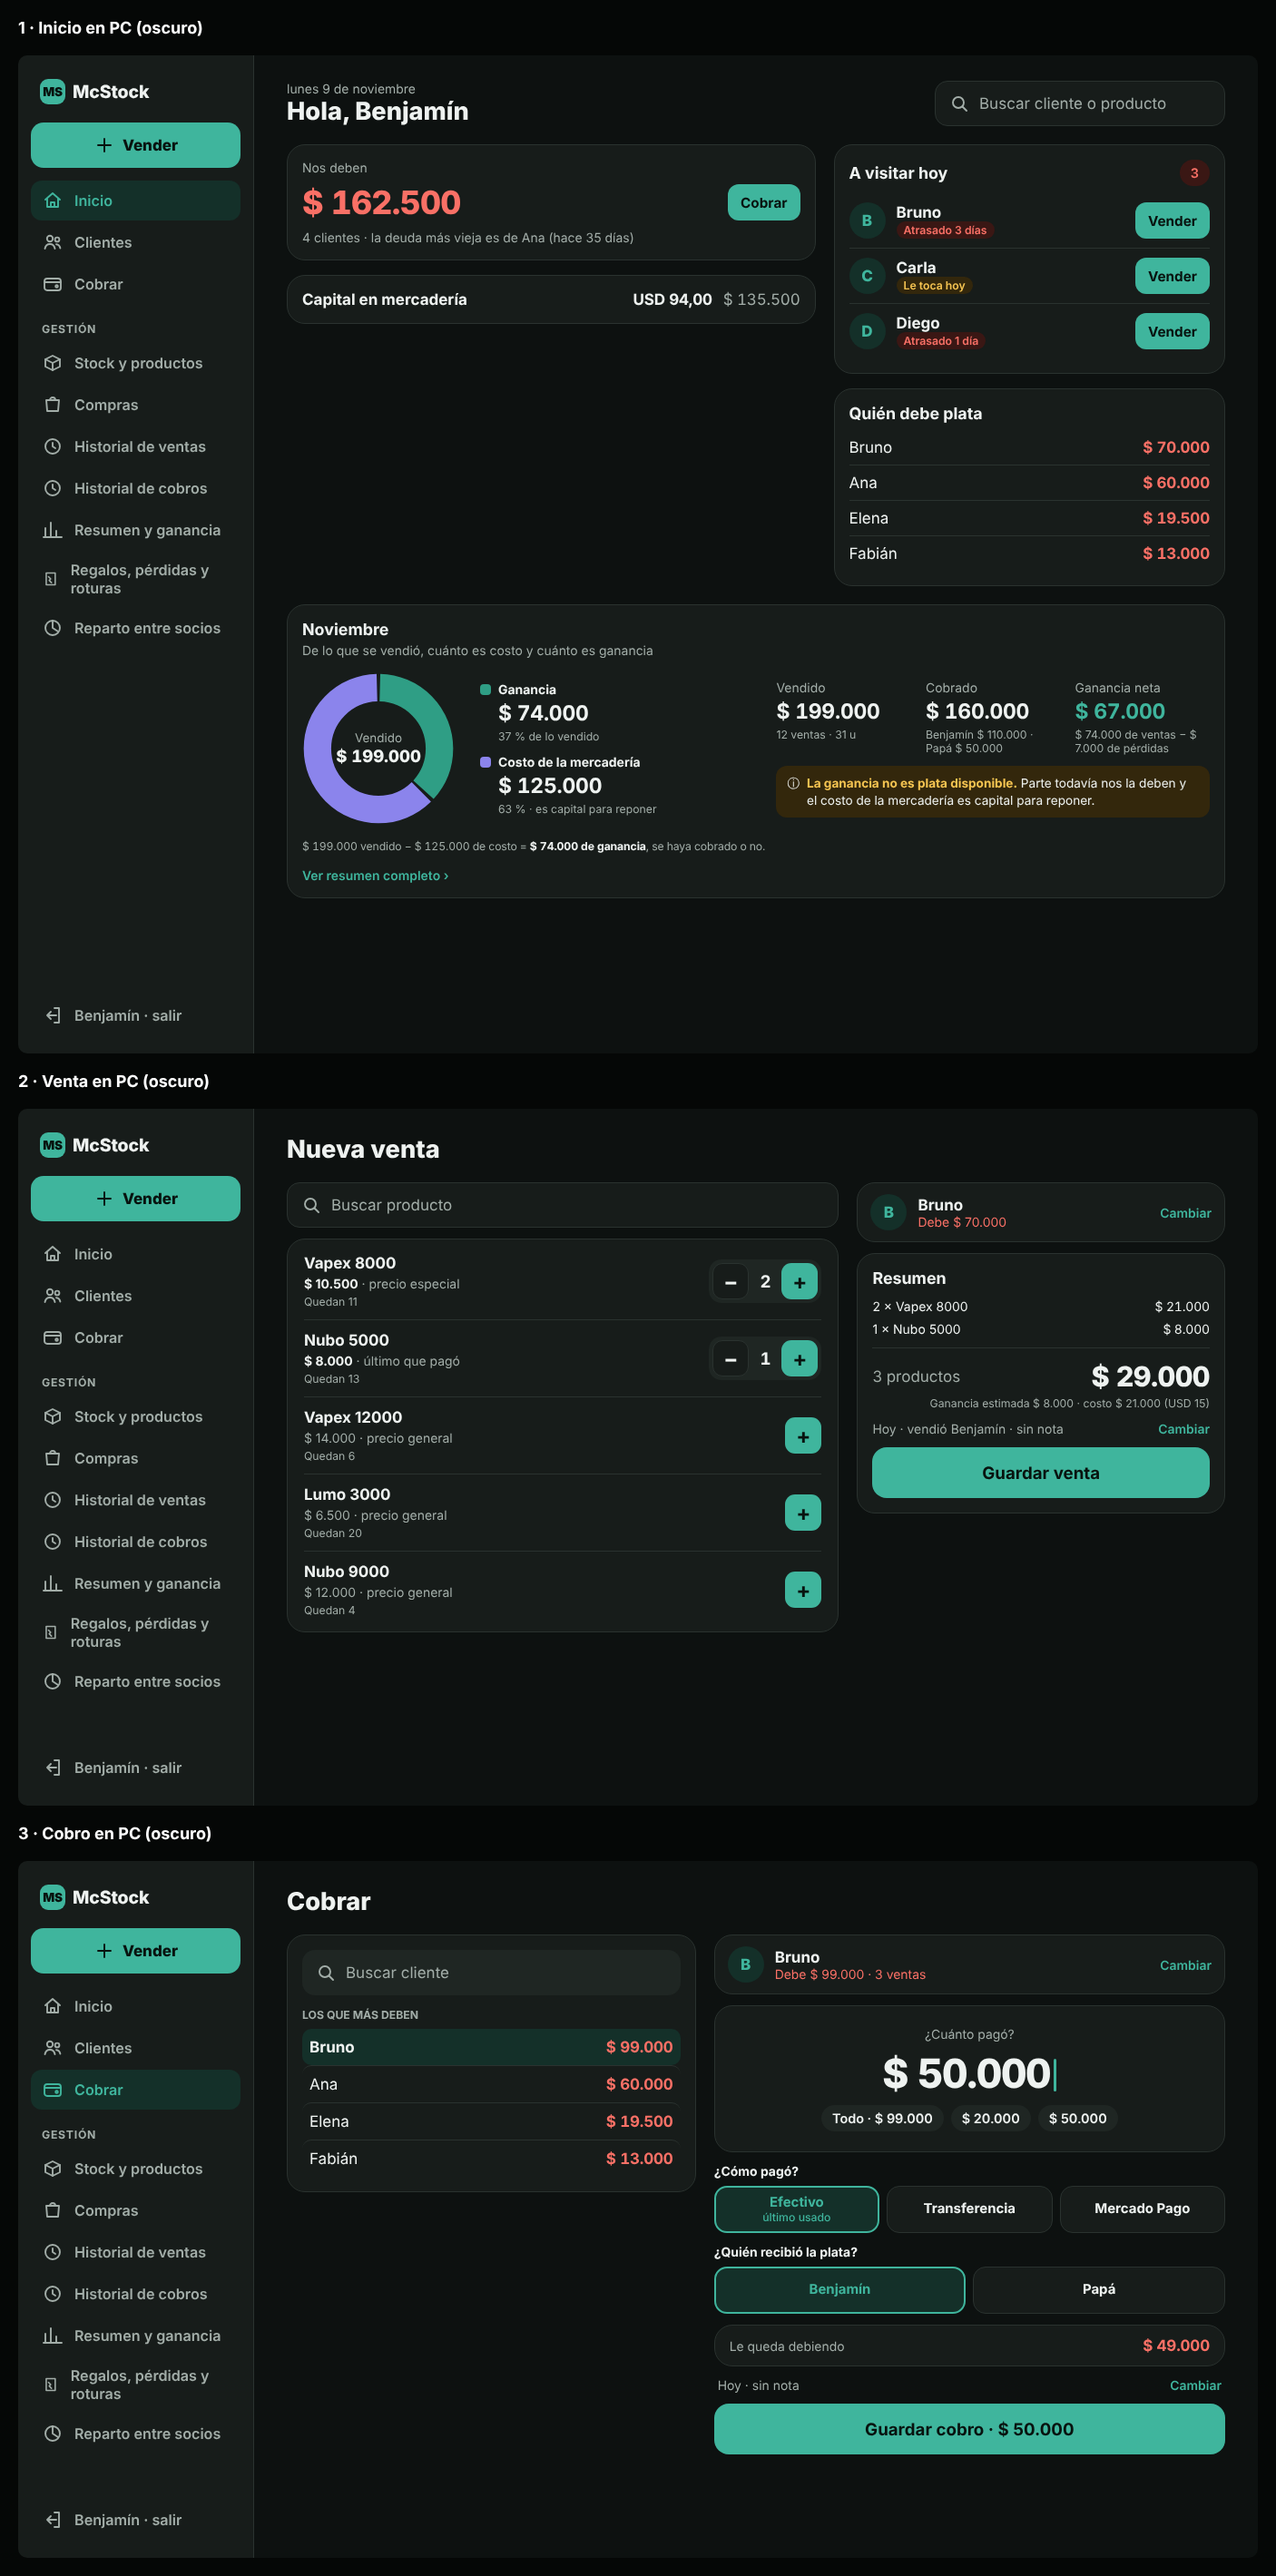 1 · Inicio en PC (oscuro)
MS McStock
+ Vender
Inicio
Clientes
Cobrar
GESTIÓN
Stock y productos
Compras
Historial de ventas
Historial de cobros
Resumen y ganancia
Regalos, pérdidas y
roturas
Reparto entre socios
Benjamín · salir
lunes 9 de noviembre
Hola, Benjamín
Buscar cliente o producto
Nos deben
$ 162.500
Cobrar
4 clientes · la deuda más vieja es de Ana (hace 35 días)
Capital en mercadería USD 94,00 $ 135.500
A visitar hoy 3
B Bruno
Atrasado 3 días
Vender
C Carla
Le toca hoy
Vender
D Diego
Atrasado 1 día
Vender
Quién debe plata
Bruno $ 70.000
Ana $ 60.000
Elena $ 19.500
Fabián $ 13.000
Noviembre
De lo que se vendió, cuánto es costo y cuánto es ganancia
Vendido
$ 199.000
Ganancia
$ 74.000
37 % de lo vendido
Costo de la mercadería
$ 125.000
63 % · es capital para reponer
Vendido
$ 199.000
12 ventas · 31 u
Cobrado
$ 160.000
Benjamín $ 110.000 ·
Papá $ 50.000
Ganancia neta
$ 67.000
$ 74.000 de ventas − $
7.000 de pérdidas
La ganancia no es plata disponible. Parte todavía nos la deben y
el costo de la mercadería es capital para reponer.
$ 199.000 vendido − $ 125.000 de costo = $ 74.000 de ganancia, se haya cobrado o no.
Ver resumen completo ›
2 · Venta en PC (oscuro)
MS McStock
+ Vender
Inicio
Clientes
Cobrar
GESTIÓN
Stock y productos
Compras
Historial de ventas
Historial de cobros
Resumen y ganancia
Regalos, pérdidas y
roturas
Reparto entre socios
Benjamín · salir
Nueva venta
Buscar producto
Vapex 8000
$ 10.500 · precio especial
Quedan 11
− 2 +
Nubo 5000
$ 8.000 · último que pagó
Quedan 13
− 1 +
Vapex 12000
$ 14.000 · precio general
Quedan 6
+
Lumo 3000
$ 6.500 · precio general
Quedan 20
+
Nubo 9000
$ 12.000 · precio general
Quedan 4
+
B Bruno
Debe $ 70.000
Cambiar
Resumen
2 × Vapex 8000 $ 21.000
1 × Nubo 5000 $ 8.000
3 productos $ 29.000
Ganancia estimada $ 8.000 · costo $ 21.000 (USD 15)
Hoy · vendió Benjamín · sin nota Cambiar
Guardar venta
3 · Cobro en PC (oscuro)
MS McStock
+ Vender
Inicio
Clientes
Cobrar
GESTIÓN
Stock y productos
Compras
Historial de ventas
Historial de cobros
Resumen y ganancia
Regalos, pérdidas y
roturas
Reparto entre socios
Benjamín · salir
Cobrar
Buscar cliente
LOS QUE MÁS DEBEN
Bruno $ 99.000
Ana $ 60.000
Elena $ 19.500
Fabián $ 13.000
B Bruno
Debe $ 99.000 · 3 ventas
Cambiar
¿Cuánto pagó?
$ 50.000
Todo · $ 99.000 $ 20.000 $ 50.000
¿Cómo pagó?
Efectivo
último usado
Transferencia
Mercado Pago
¿Quién recibió la plata?
Benjamín Papá
Le queda debiendo $ 49.000
Hoy · sin nota Cambiar
Guardar cobro · $ 50.000